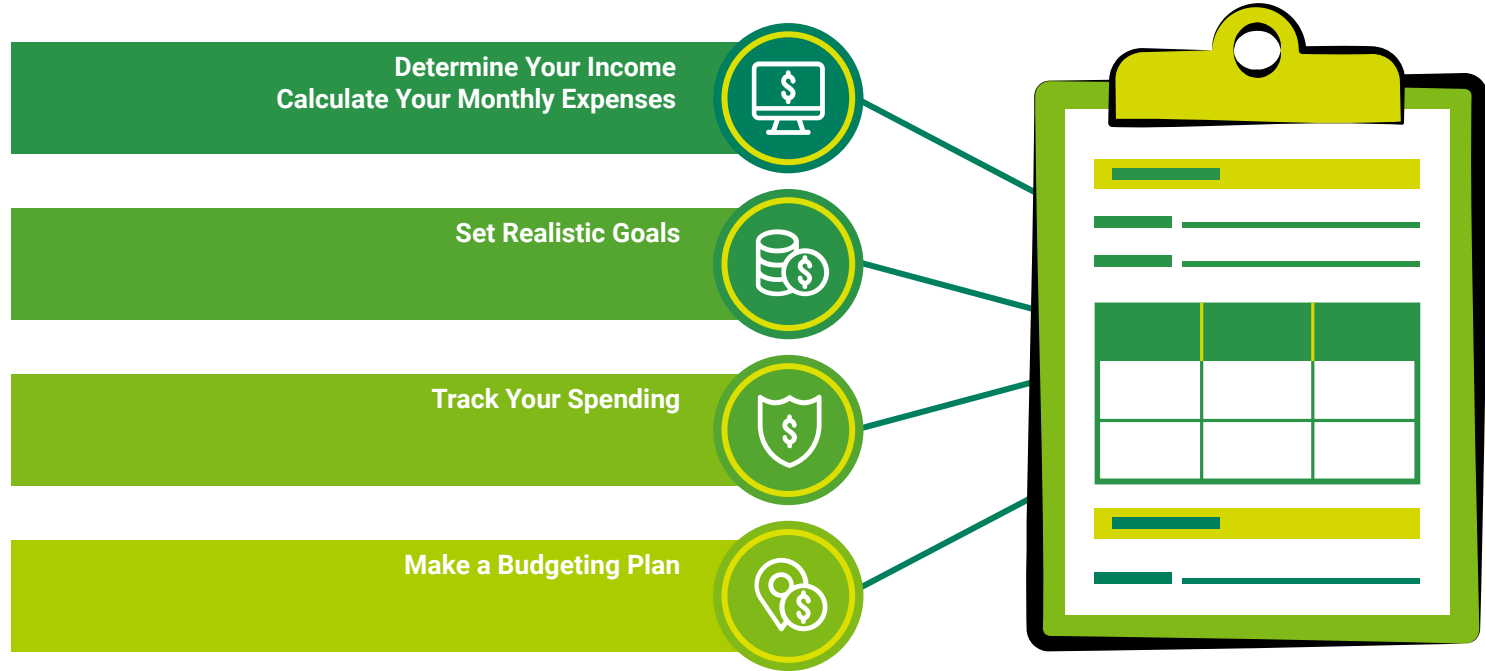 Determine Your Income
Calculate Your Monthly Expenses
Set Realistic Goals
Track Your Spending
Make a Budgeting Plan